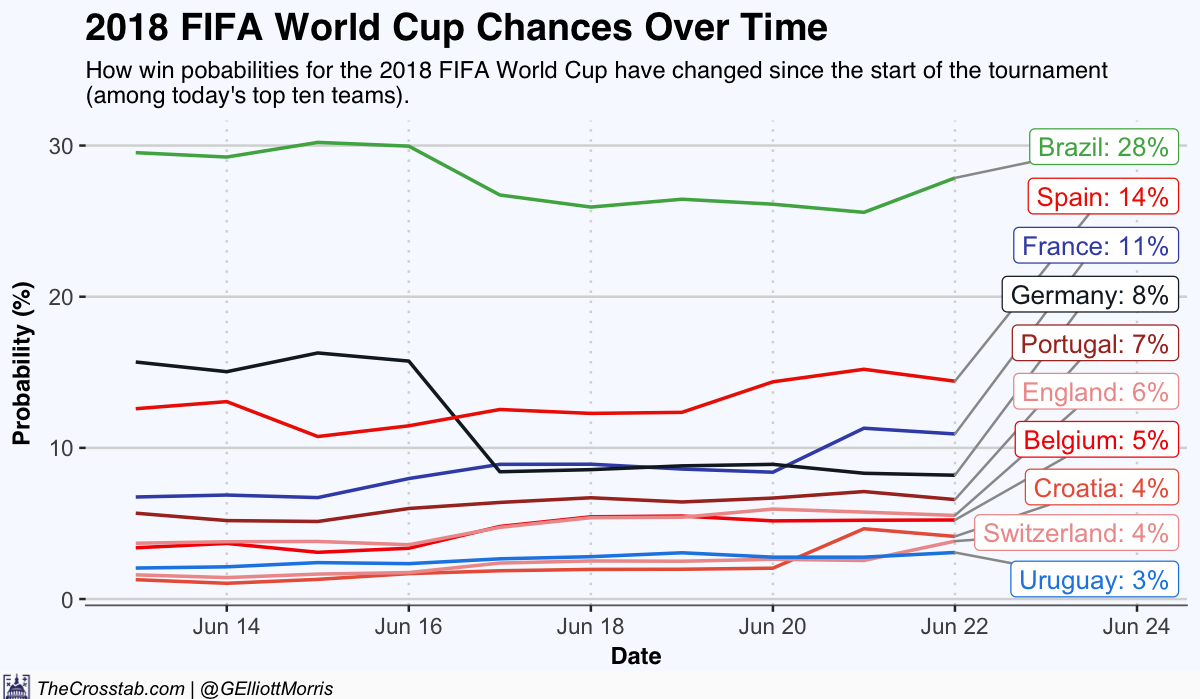 2018 FIFA World Cup Chances Over Time
How win pobabilities for the 2018 FIFA World Cup have changed since the start of the tournament
(among today's top ten teams).
Probability (%)
30
20
10
0
Brazil: 28%
Spain: 14%
France: 11%
Germany: 8%
Portugal: 7%
England: 6%
Belgium: 5%
Croatia: 4%
Switzerland: 4%
Uruguay: 3%
Jun 14
Jun 16
Jun 18
Jun 20
Jun 22
Jun 24
Date
TheCrosstab.com | @GElliottMorris